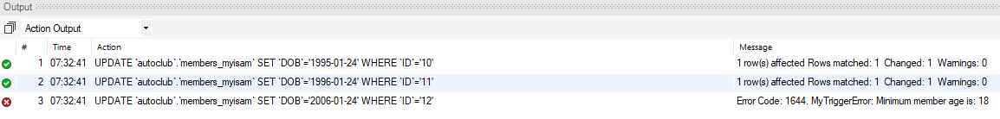 Output
Action Output
# Time Action Message
1 07:32:41 UPDATE `autoclub`.`members_myisam` SET `DOB`='1995-01-24' WHERE `ID`='10' 1 row(s) affected Rows matched: 1 Changed: 1 Warnings: 0
2 07:32:41 UPDATE `autoclub`.`members_myisam` SET `DOB`='1996-01-24' WHERE `ID`='11' 1 row(s) affected Rows matched: 1 Changed: 1 Warnings: 0
3 07:32:41 UPDATE `autoclub`.`members_myisam` SET `DOB`='2006-01-24' WHERE `ID`='12' Error Code: 1644. MyTriggerError: Minimum member age is: 18